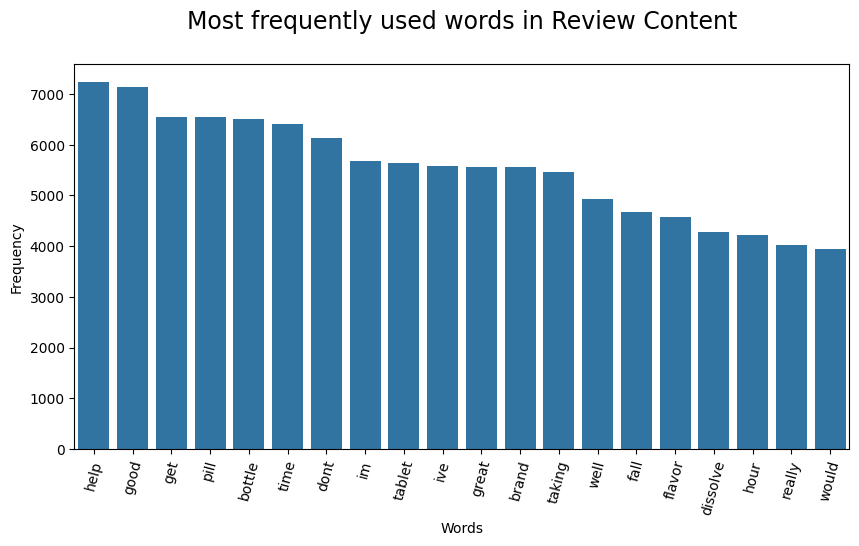 Most frequently used words in Review Content
7000
6000
5000
4000
3000
2000
1000
0
Frequency
help good get pill bottle time dont im tablet ive great brand taking well fall flavor dissolve hour really would
Words